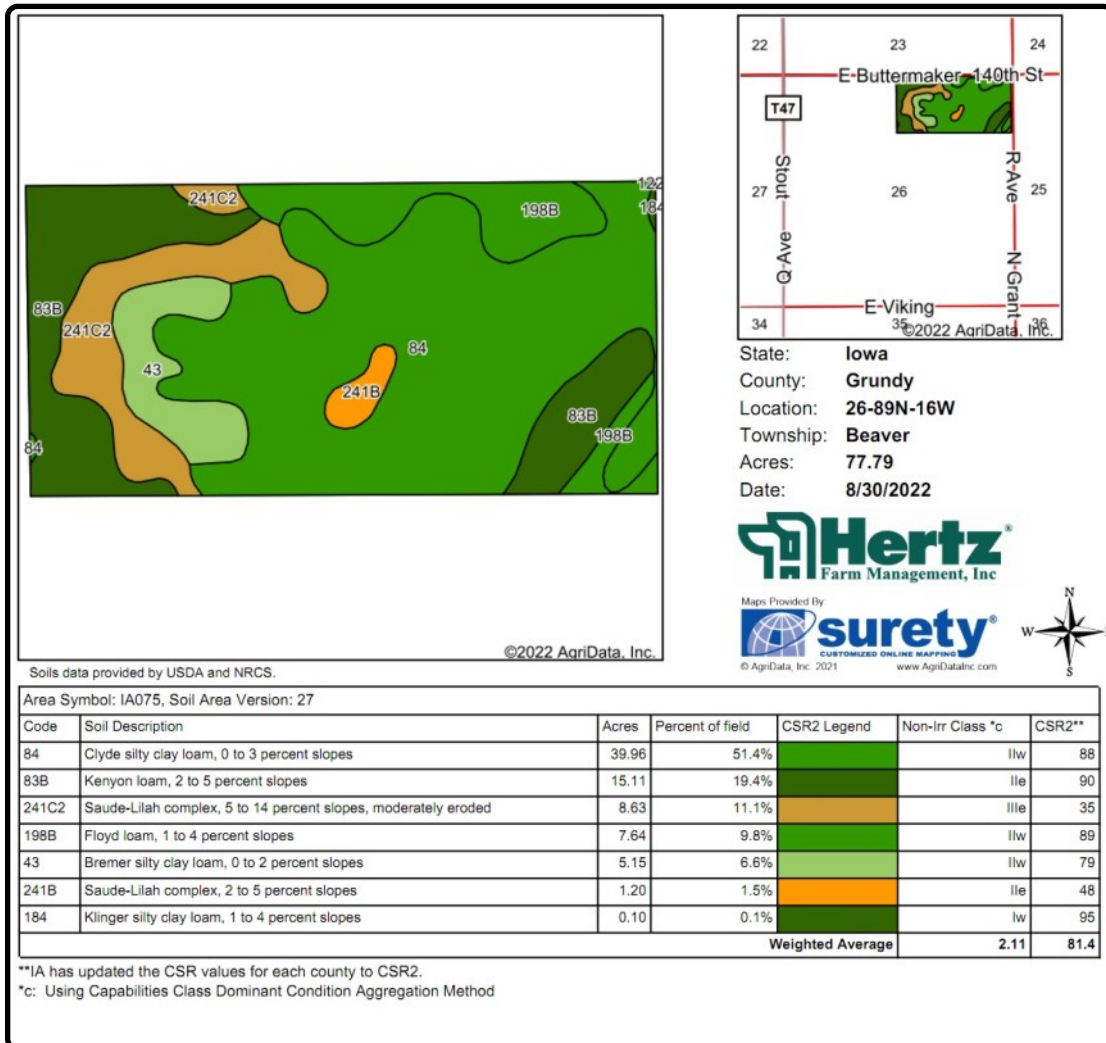 241C2
198B
122
184
83B
241C2
43
84
241B
83B
198B
84
©2022 AgriData, Inc.
Soils data provided by USDA and NRCS.
22 23 24
E Buttermaker 140th St
T47
Stout
Q Ave
27 26 25
R Ave
N Grant
E Viking
34 35 36
©2022 AgriData, Inc.
State: Iowa
County: Grundy
Location: 26-89N-16W
Township: Beaver
Acres: 77.79
Date: 8/30/2022
Hertz®
Farm Management, Inc
Maps Provided By:
surety®
CUSTOMIZED ONLINE MAPPING
© AgriData, Inc. 2021 www.AgriDataInc.com
N
W
S
Area Symbol: IA075, Soil Area Version: 27
Code Soil Description Acres Percent of field CSR2 Legend Non-Irr Class *c CSR2**
84 Clyde silty clay loam, 0 to 3 percent slopes 39.96 51.4% IIw 88
83B Kenyon loam, 2 to 5 percent slopes 15.11 19.4% IIe 90
241C2 Saude-Lilah complex, 5 to 14 percent slopes, moderately eroded 8.63 11.1% IIIe 35
198B Floyd loam, 1 to 4 percent slopes 7.64 9.8% IIw 89
43 Bremer silty clay loam, 0 to 2 percent slopes 5.15 6.6% IIw 79
241B Saude-Lilah complex, 2 to 5 percent slopes 1.20 1.5% IIe 48
184 Klinger silty clay loam, 1 to 4 percent slopes 0.10 0.1% Iw 95
Weighted Average 2.11 81.4
**IA has updated the CSR values for each county to CSR2.
*c: Using Capabilities Class Dominant Condition Aggregation Method